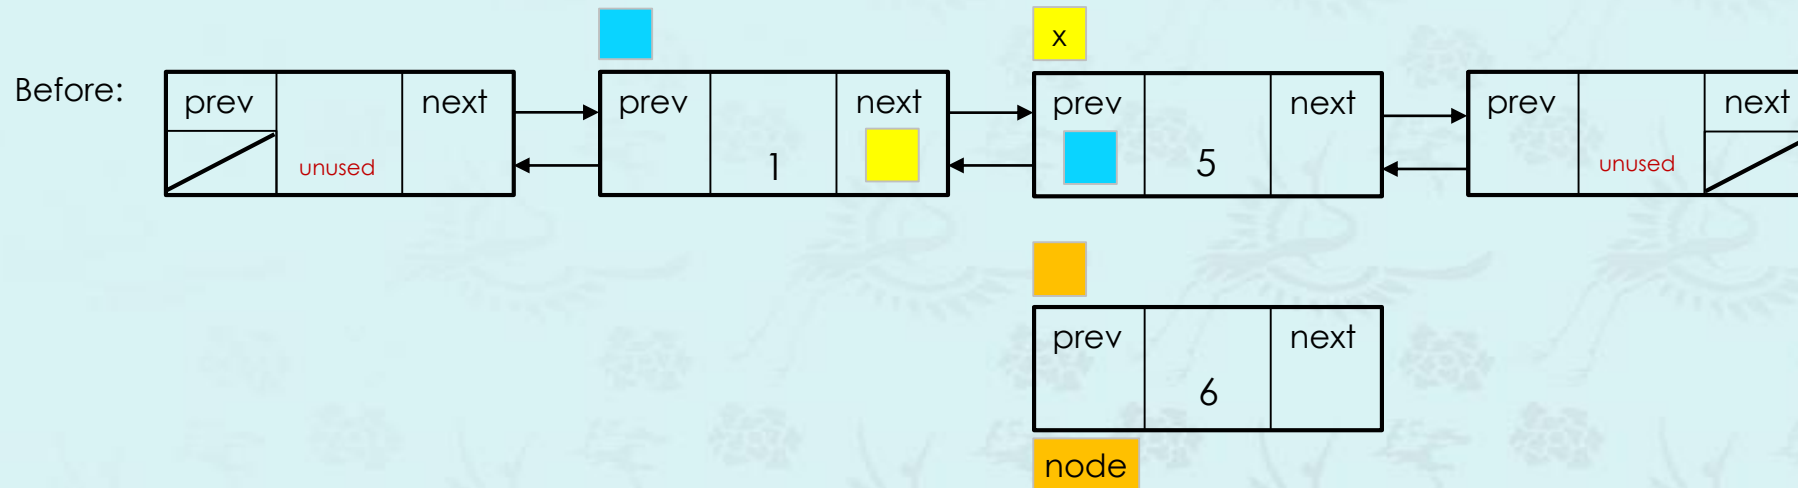 x
Before:
prev next prev next prev next prev next
unused 1 5 unused
prev next
6
node